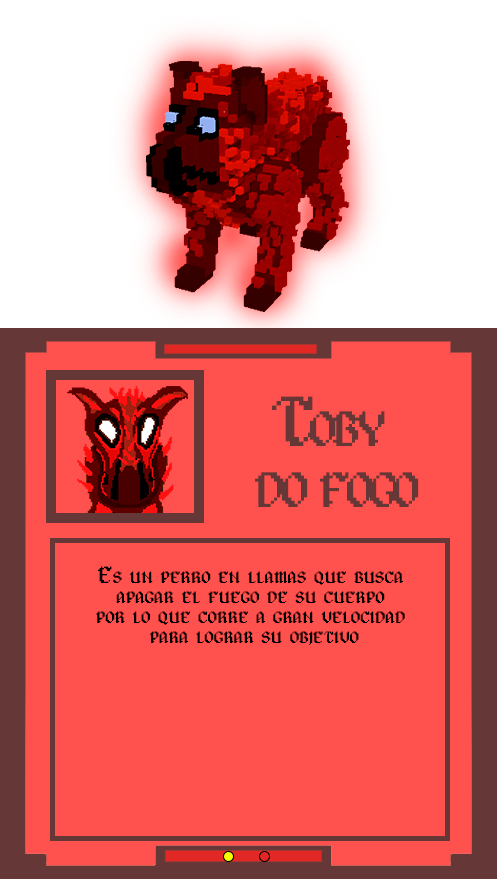 Toby
do fogo
Es un perro en llamas que busca
apagar el fuego de su cuerpo
por lo que corre a gran velocidad
para lograr su objetivo